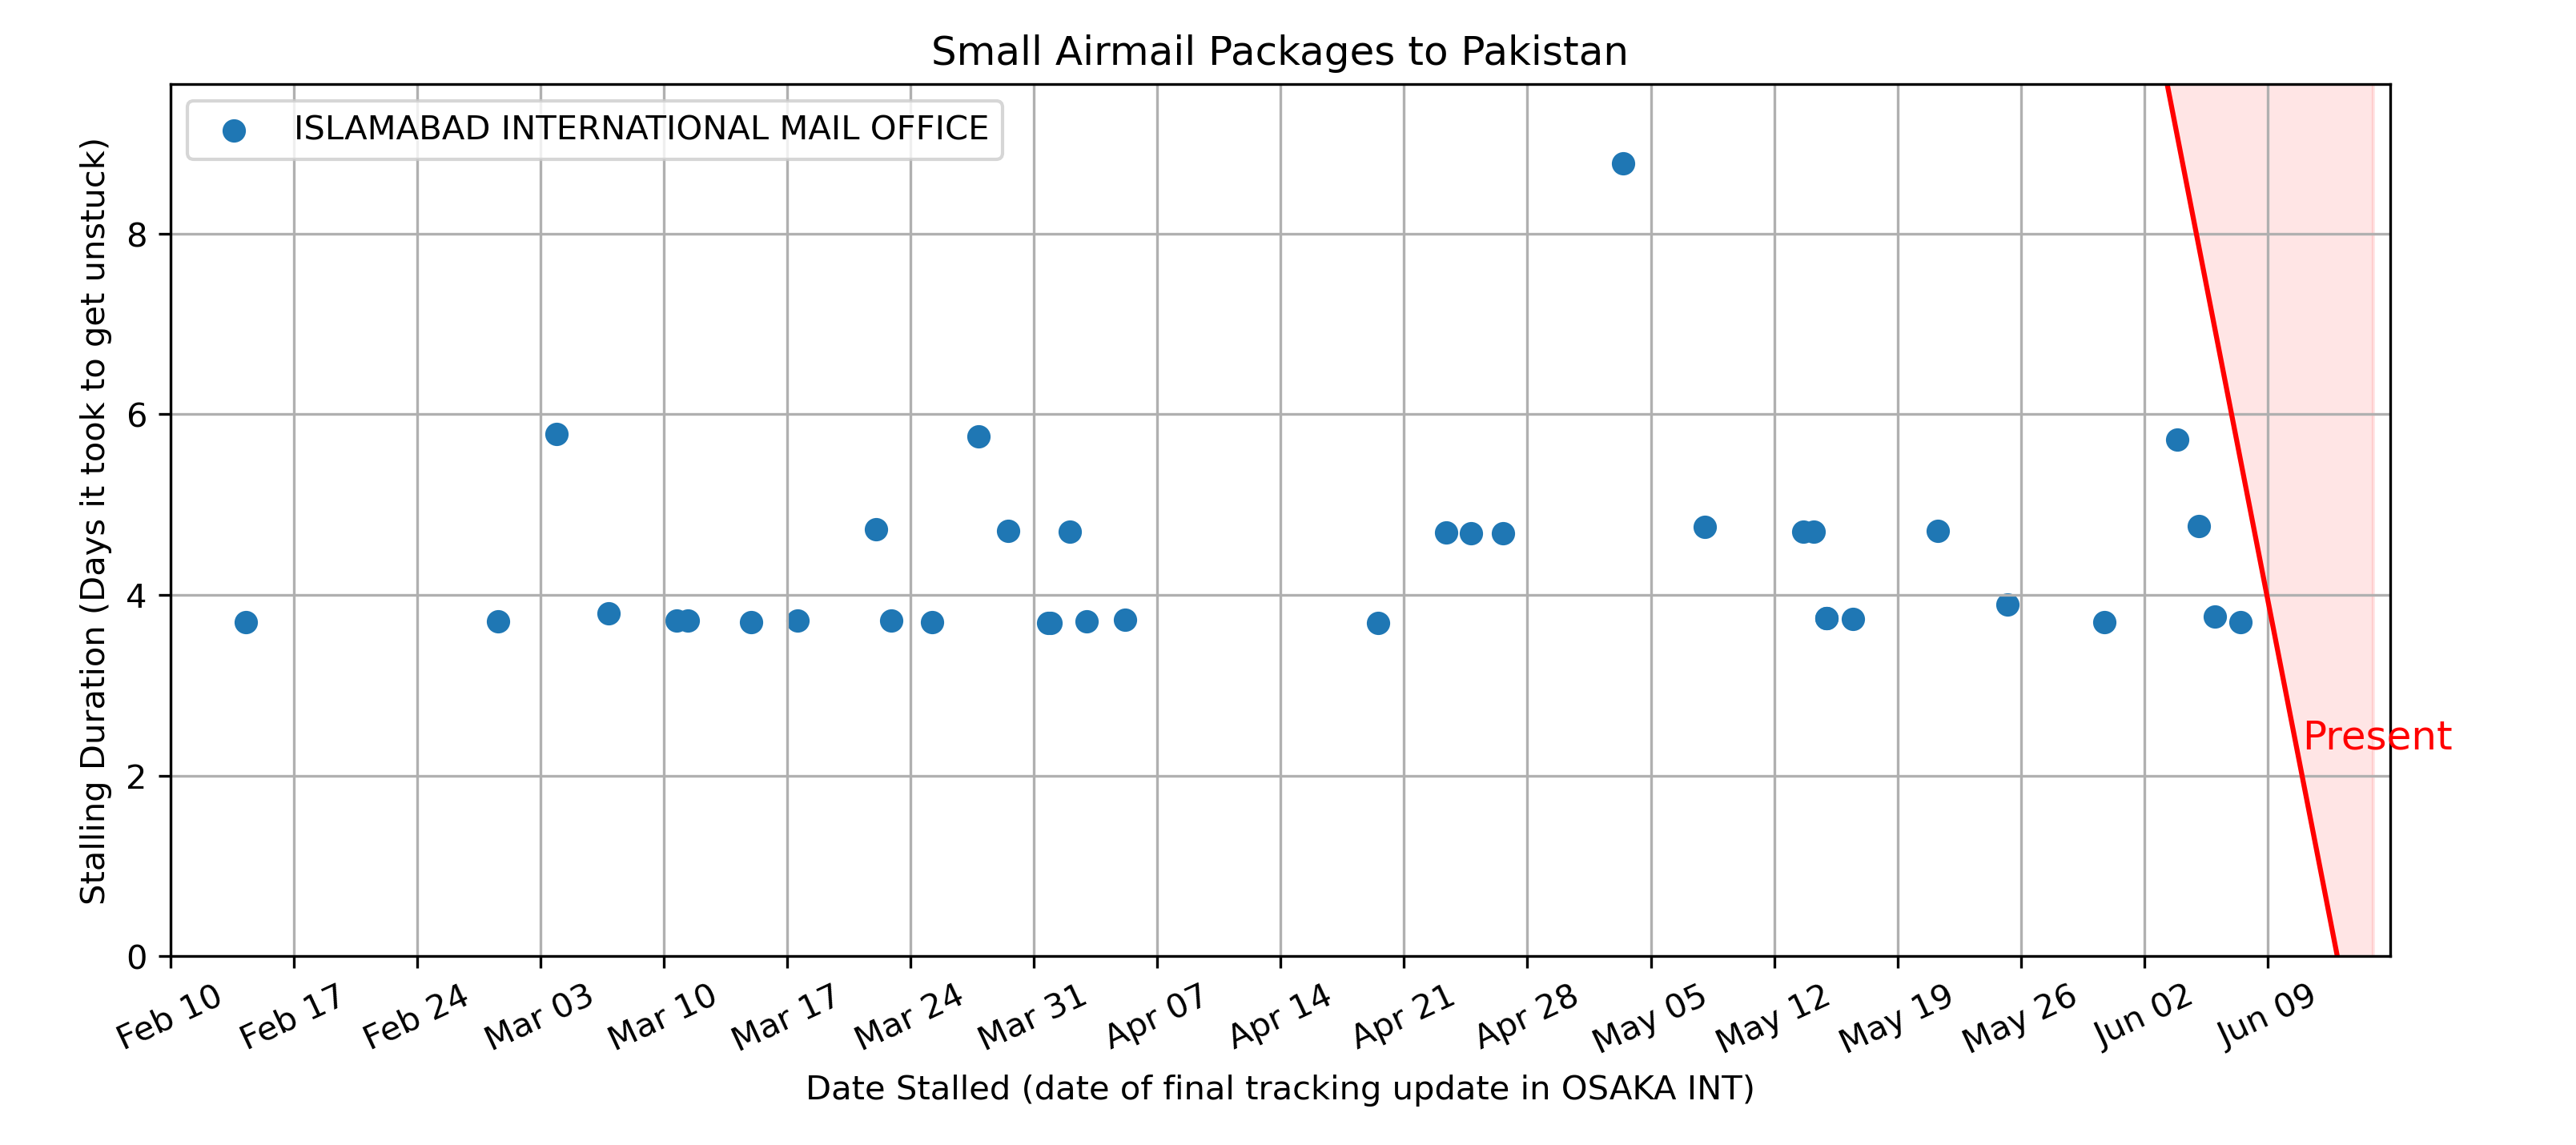 Small Airmail Packages to Pakistan
ISLAMABAD INTERNATIONAL MAIL OFFICE
Stalling Duration (Days it took to get unstuck)
8
6
4
2
0
Present
Feb 10
Feb 17
Feb 24
Mar 03
Mar 10
Mar 17
Mar 24
Mar 31
Apr 07
Apr 14
Apr 21
Apr 28
May 05
May 12
May 19
May 26
Jun 02
Jun 09
Date Stalled (date of final tracking update in OSAKA INT)